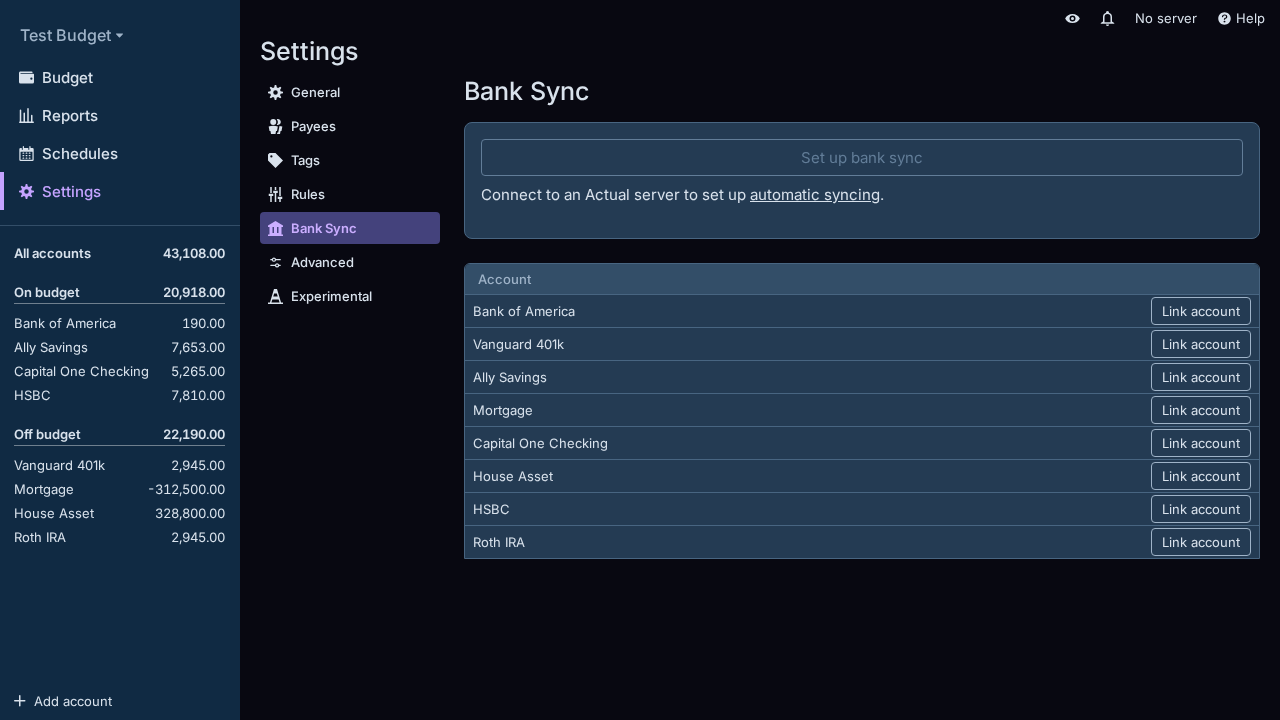 No server
Help
Test Budget
Budget
Reports
Schedules
Settings
All accounts 43,108.00
On budget 20,918.00
Bank of America 190.00
Ally Savings 7,653.00
Capital One Checking 5,265.00
HSBC 7,810.00
Off budget 22,190.00
Vanguard 401k 2,945.00
Mortgage -312,500.00
House Asset 328,800.00
Roth IRA 2,945.00
Add account
Settings
General
Payees
Tags
Rules
Bank Sync
Advanced
Experimental
Bank Sync
Set up bank sync
Connect to an Actual server to set up automatic syncing.
Account
Bank of America Link account
Vanguard 401k Link account
Ally Savings Link account
Mortgage Link account
Capital One Checking Link account
House Asset Link account
HSBC Link account
Roth IRA Link account